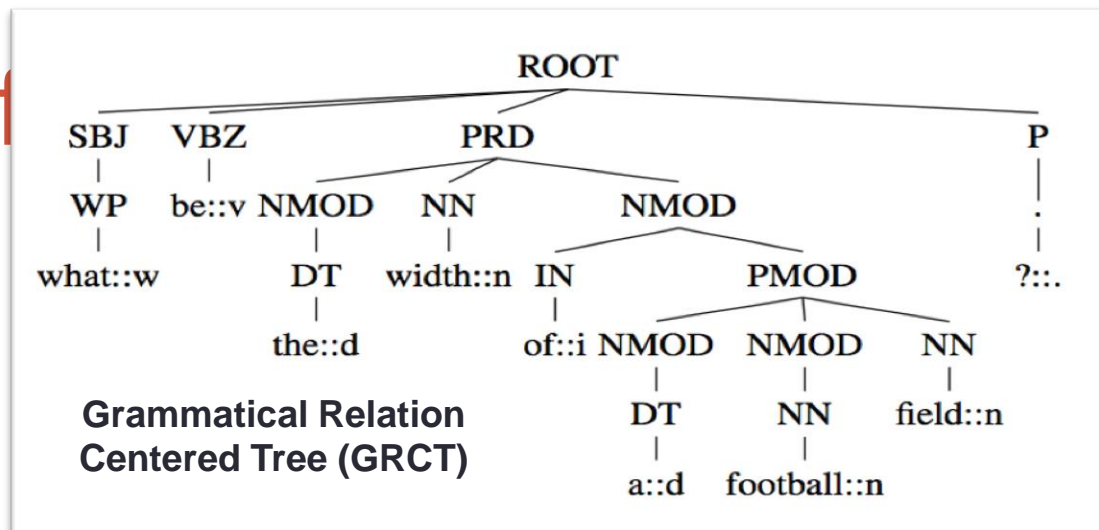 f
ROOT
SBJ VBZ PRD P
WP be::v NMOD NN NMOD .
what::w DT width::n IN PMOD ?::.
the::d of::i NMOD NMOD NN
DT NN field::n
a::d football::n
Grammatical Relation
Centered Tree (GRCT)